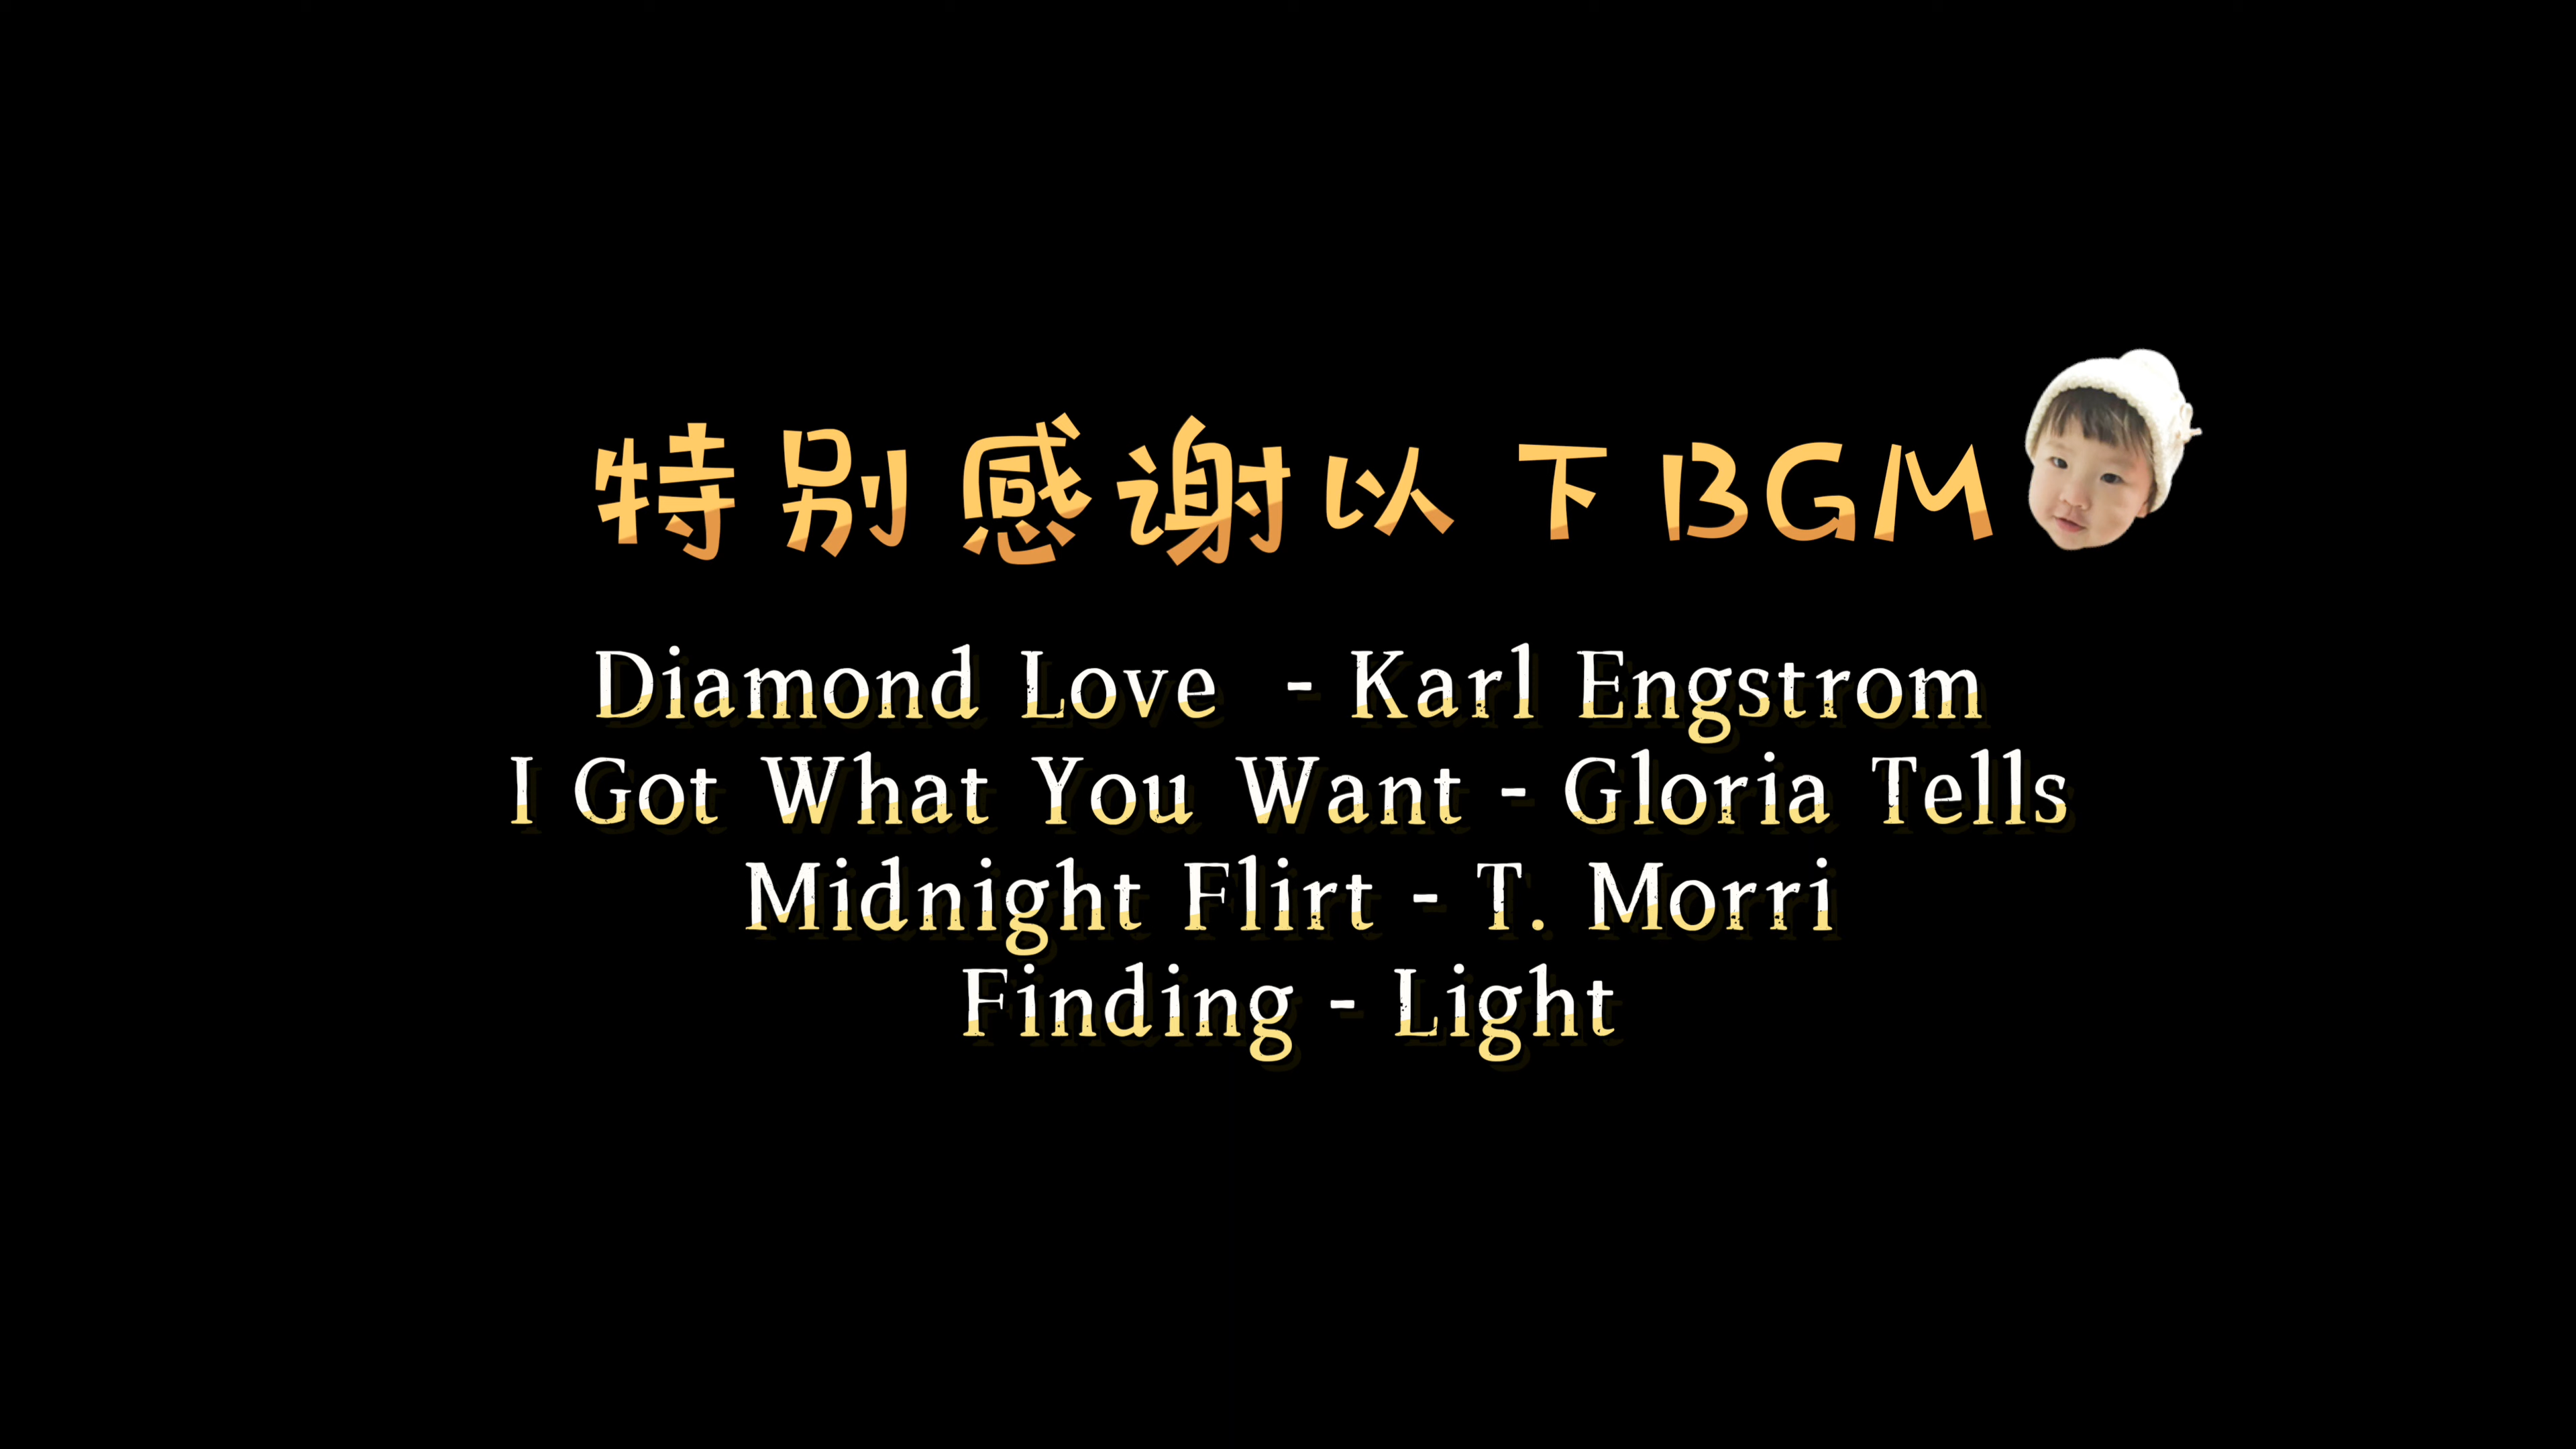 特别感谢以下BGM
Diamond Love - Karl Engstrom
I Got What You Want - Gloria Tells
Midnight Flirt - T. Morri
Finding - Light